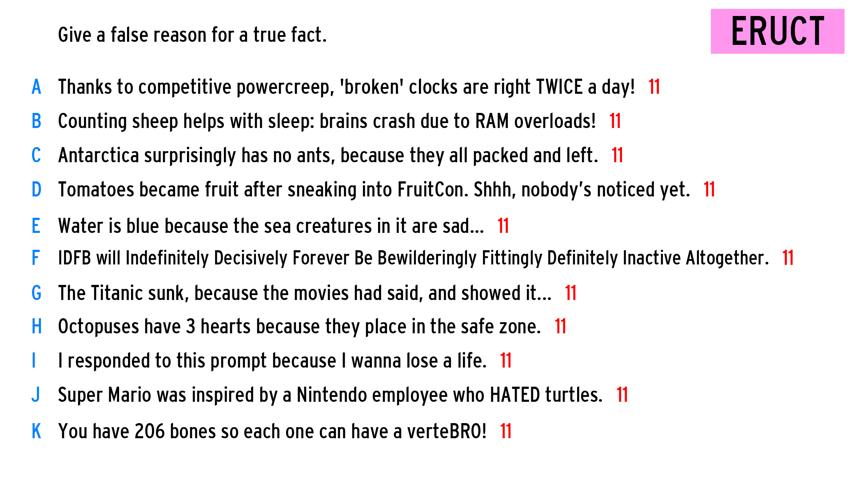 Give a false reason for a true fact.
ERUCT
A Thanks to competitive powercreep, 'broken' clocks are right TWICE a day! 11
B Counting sheep helps with sleep: brains crash due to RAM overloads! 11
C Antarctica surprisingly has no ants, because they all packed and left. 11
D Tomatoes became fruit after sneaking into FruitCon. Shhh, nobody's noticed yet. 11
E Water is blue because the sea creatures in it are sad... 11
F IDFB will Indefinitely Decisively Forever Be Bewilderingly Fittingly Definitely Inactive Altogether. 11
G The Titanic sunk, because the movies had said, and showed it... 11
H Octopuses have 3 hearts because they place in the safe zone. 11
I I responded to this prompt because I wanna lose a life. 11
J Super Mario was inspired by a Nintendo employee who HATED turtles. 11
K You have 206 bones so each one can have a verteBRO! 11